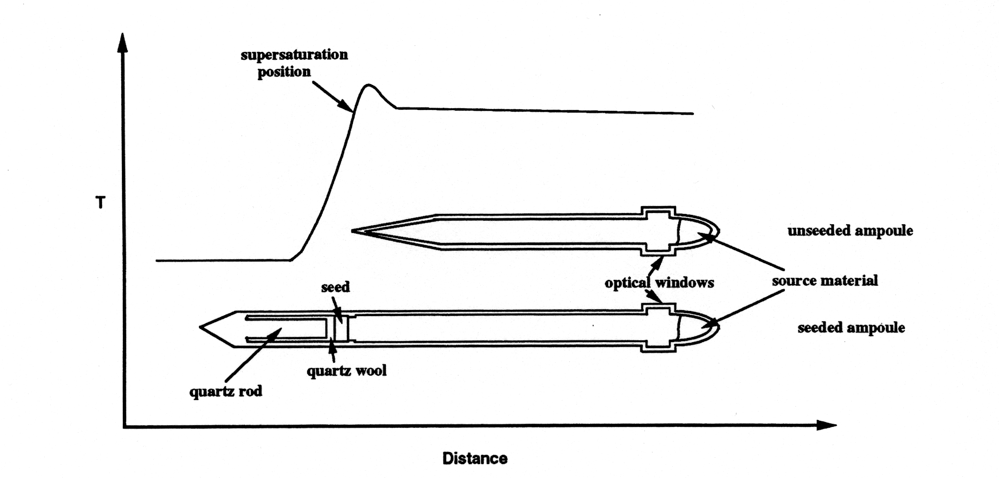 supersaturation
position
T
unseeded ampoule
optical windows
source material
seed
seeded ampoule
quartz wool
quartz rod
Distance